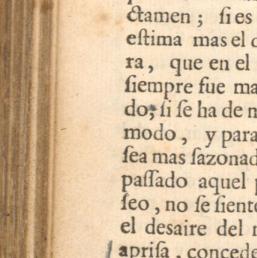 ctamen ; ſi es
eſtima mas el d
ra , que en el
ſiempre fue ma
do; ſi ſe ha de n
modo , y para
ſea mas ſazonad
paſſado aquel
ſeo , no ſe ſiente
el desaire del
apriſa , concede